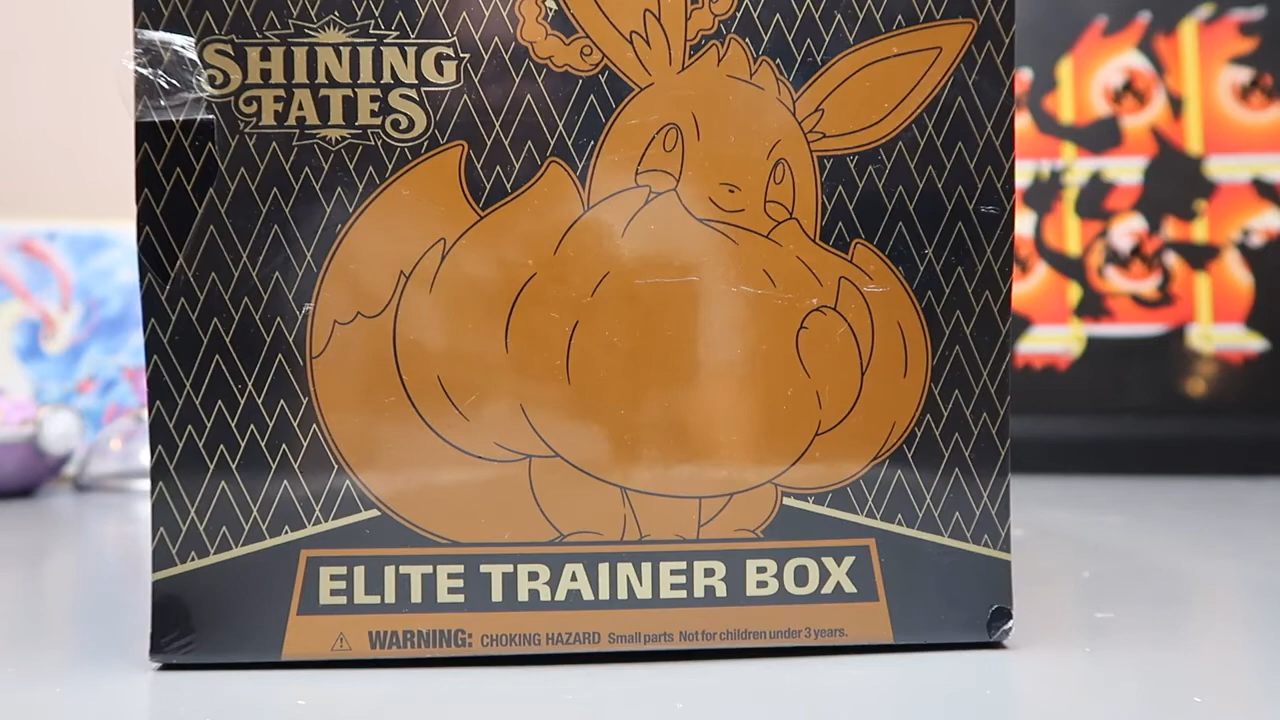 SHINING
FATES
ELITE TRAINER BOX
WARNING: CHOKING HAZARD Small parts Not for children under 3 years.